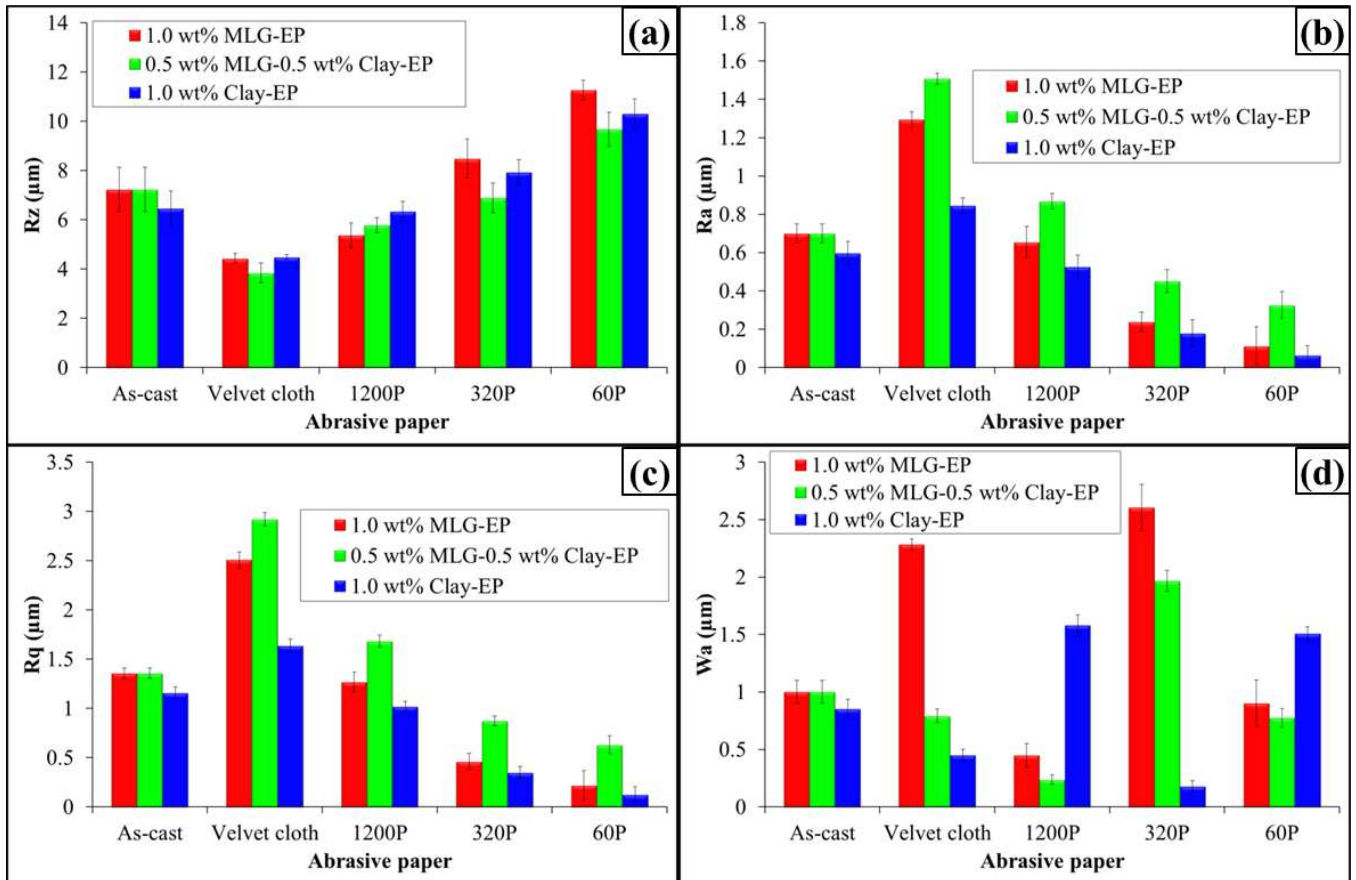 (a)
1.0 wt% MLG-EP
0.5 wt% MLG-0.5 wt% Clay-EP
1.0 wt% Clay-EP
Rz (µm)
14
12
10
8
6
4
2
0
As-cast Velvet cloth 1200P 320P 60P
Abrasive paper
(b)
1.0 wt% MLG-EP
0.5 wt% MLG-0.5 wt% Clay-EP
1.0 wt% Clay-EP
Ra (µm)
1.8
1.6
1.4
1.2
1
0.8
0.6
0.4
0.2
0
As-cast Velvet cloth 1200P 320P 60P
Abrasive paper
(c)
1.0 wt% MLG-EP
0.5 wt% MLG-0.5 wt% Clay-EP
1.0 wt% Clay-EP
Rq (µm)
3.5
3
2.5
2
1.5
1
0.5
0
As-cast Velvet cloth 1200P 320P 60P
Abrasive paper
(d)
1.0 wt% MLG-EP
0.5 wt% MLG-0.5 wt% Clay-EP
1.0 wt% Clay-EP
Wa (µm)
3
2.5
2
1.5
1
0.5
0
As-cast Velvet cloth 1200P 320P 60P
Abrasive paper